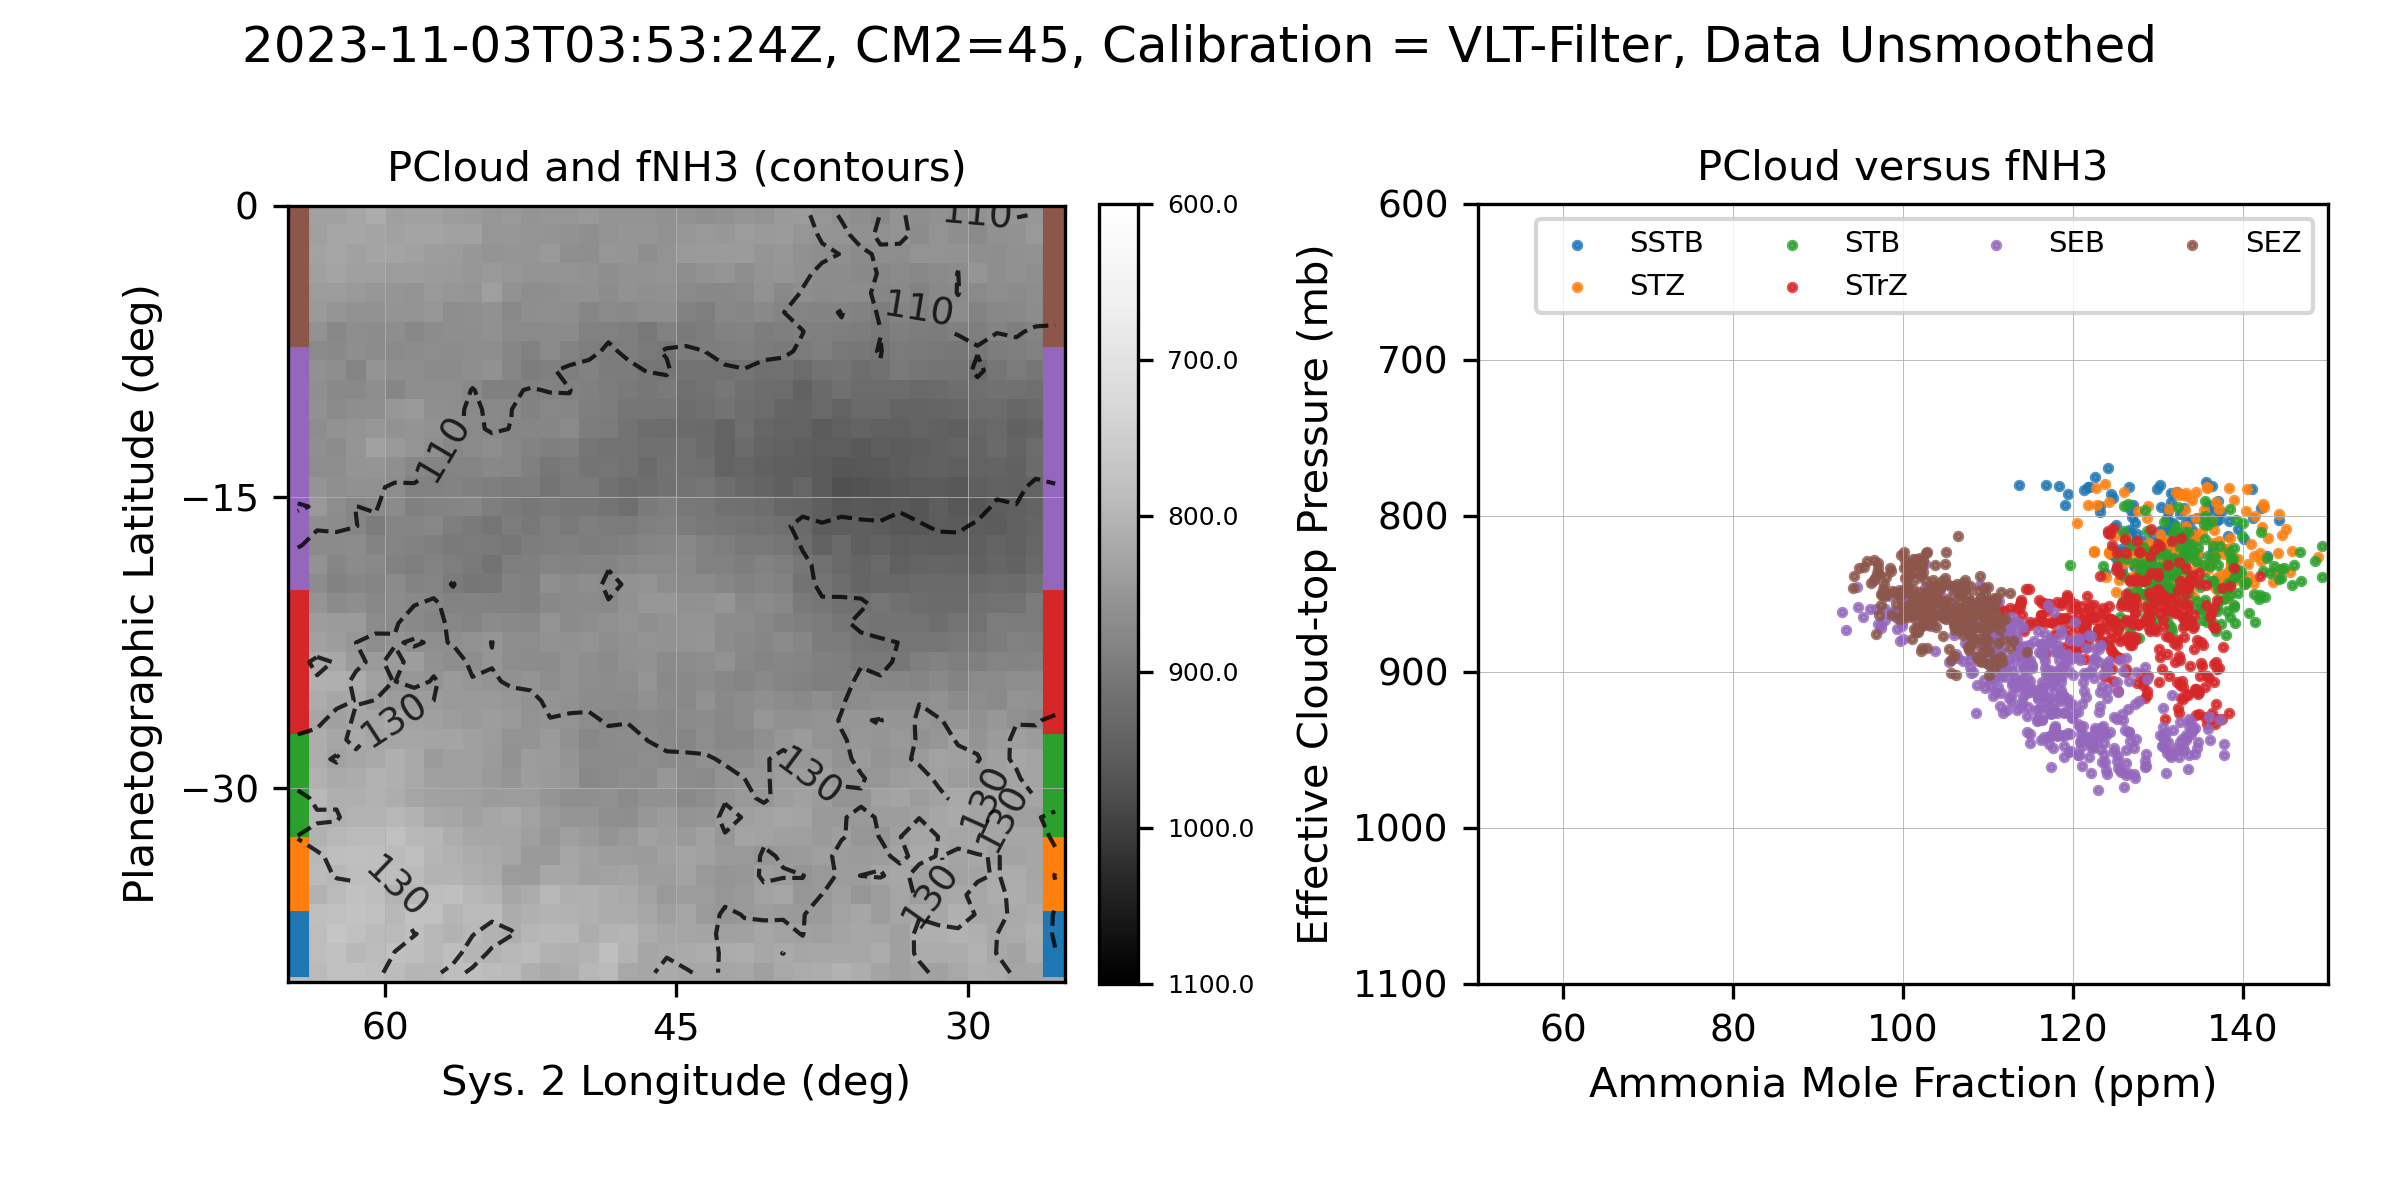 2023-11-03T03:53:24Z, CM2=45, Calibration = VLT-Filter, Data Unsmoothed
PCloud and fNH3 (contours)
Planetographic Latitude (deg)
0
−15
−30
60
45
30
Sys. 2 Longitude (deg)
110
110
110
130
130
130
130
130
130
600.0
700.0
800.0
900.0
1000.0
1100.0
PCloud versus fNH3
Effective Cloud-top Pressure (mb)
600
700
800
900
1000
1100
SSTB
STB
SEB
SEZ
STZ
STrZ
60
80
100
120
140
Ammonia Mole Fraction (ppm)